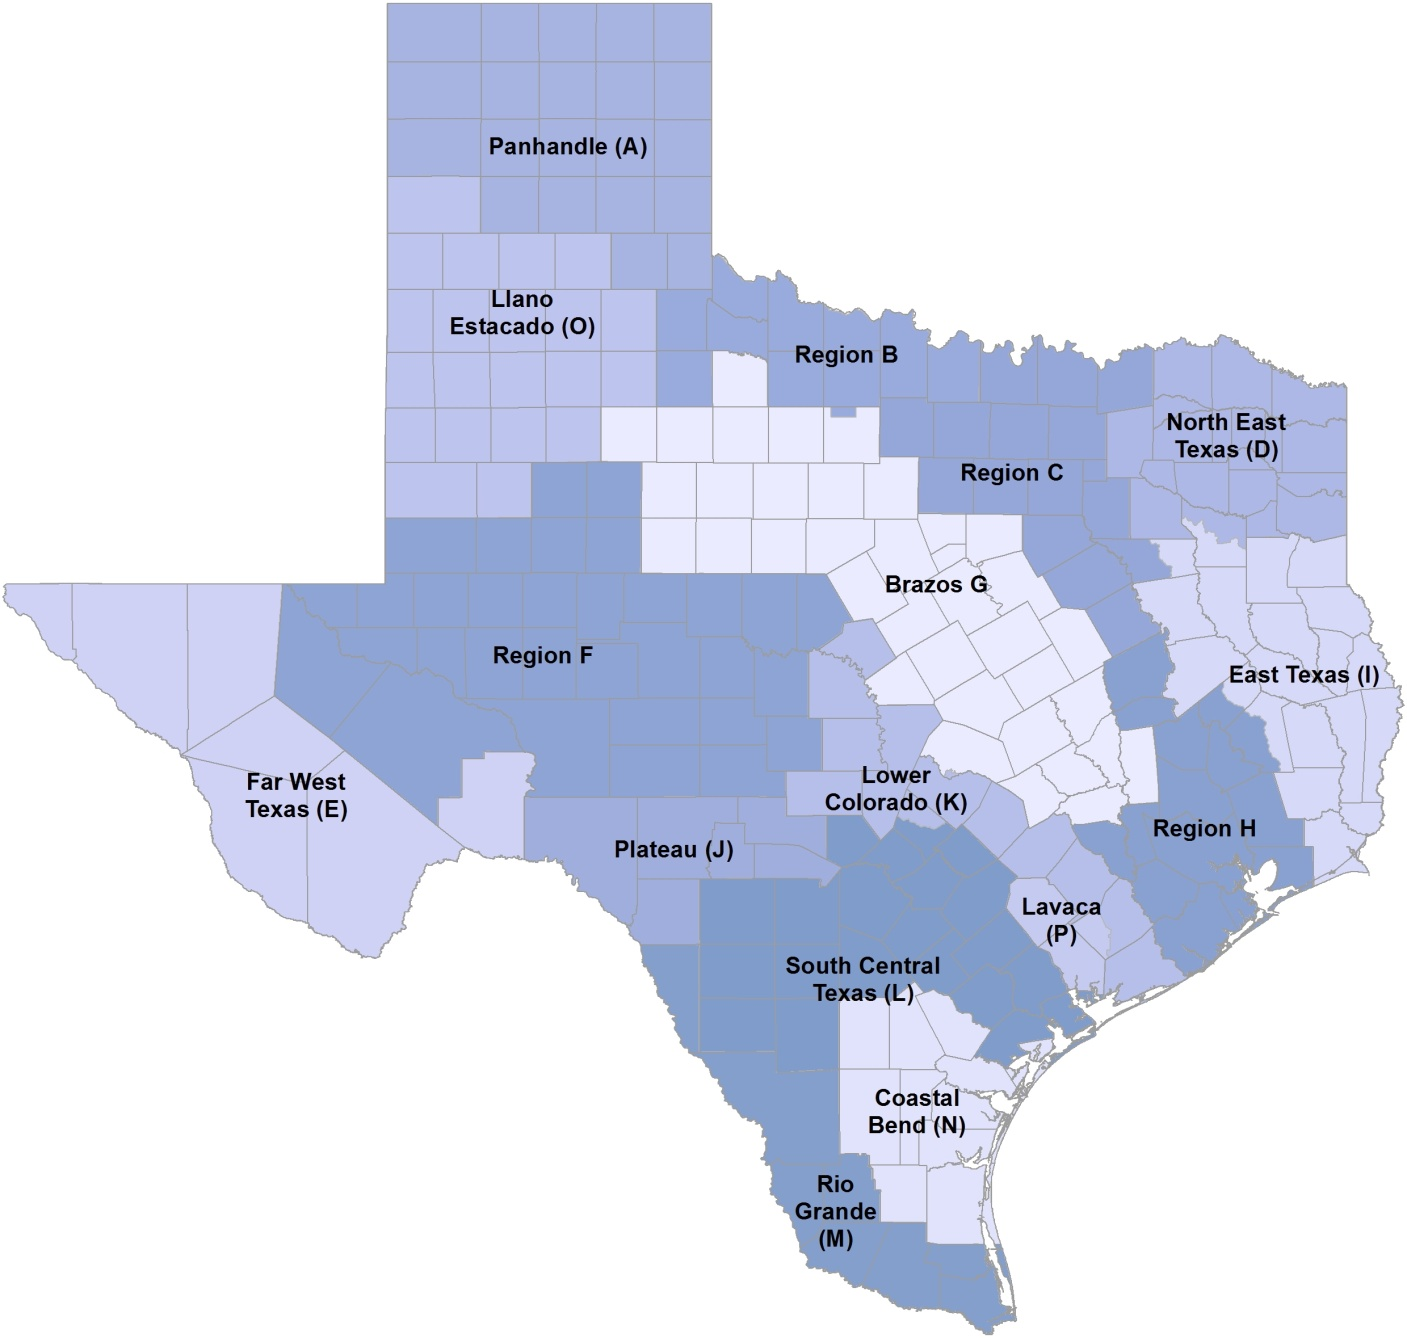 Panhandle (A)
Llano
Estacado (O)
Region B
North East
Texas (D)
Region C
Brazos G
Region F
East Texas (I)
Far West
Texas (E)
Lower
Colorado (K)
Region H
Plateau (J)
Lavaca
(P)
South Central
Texas (L)
Coastal
Bend (N)
Rio
Grande
(M)